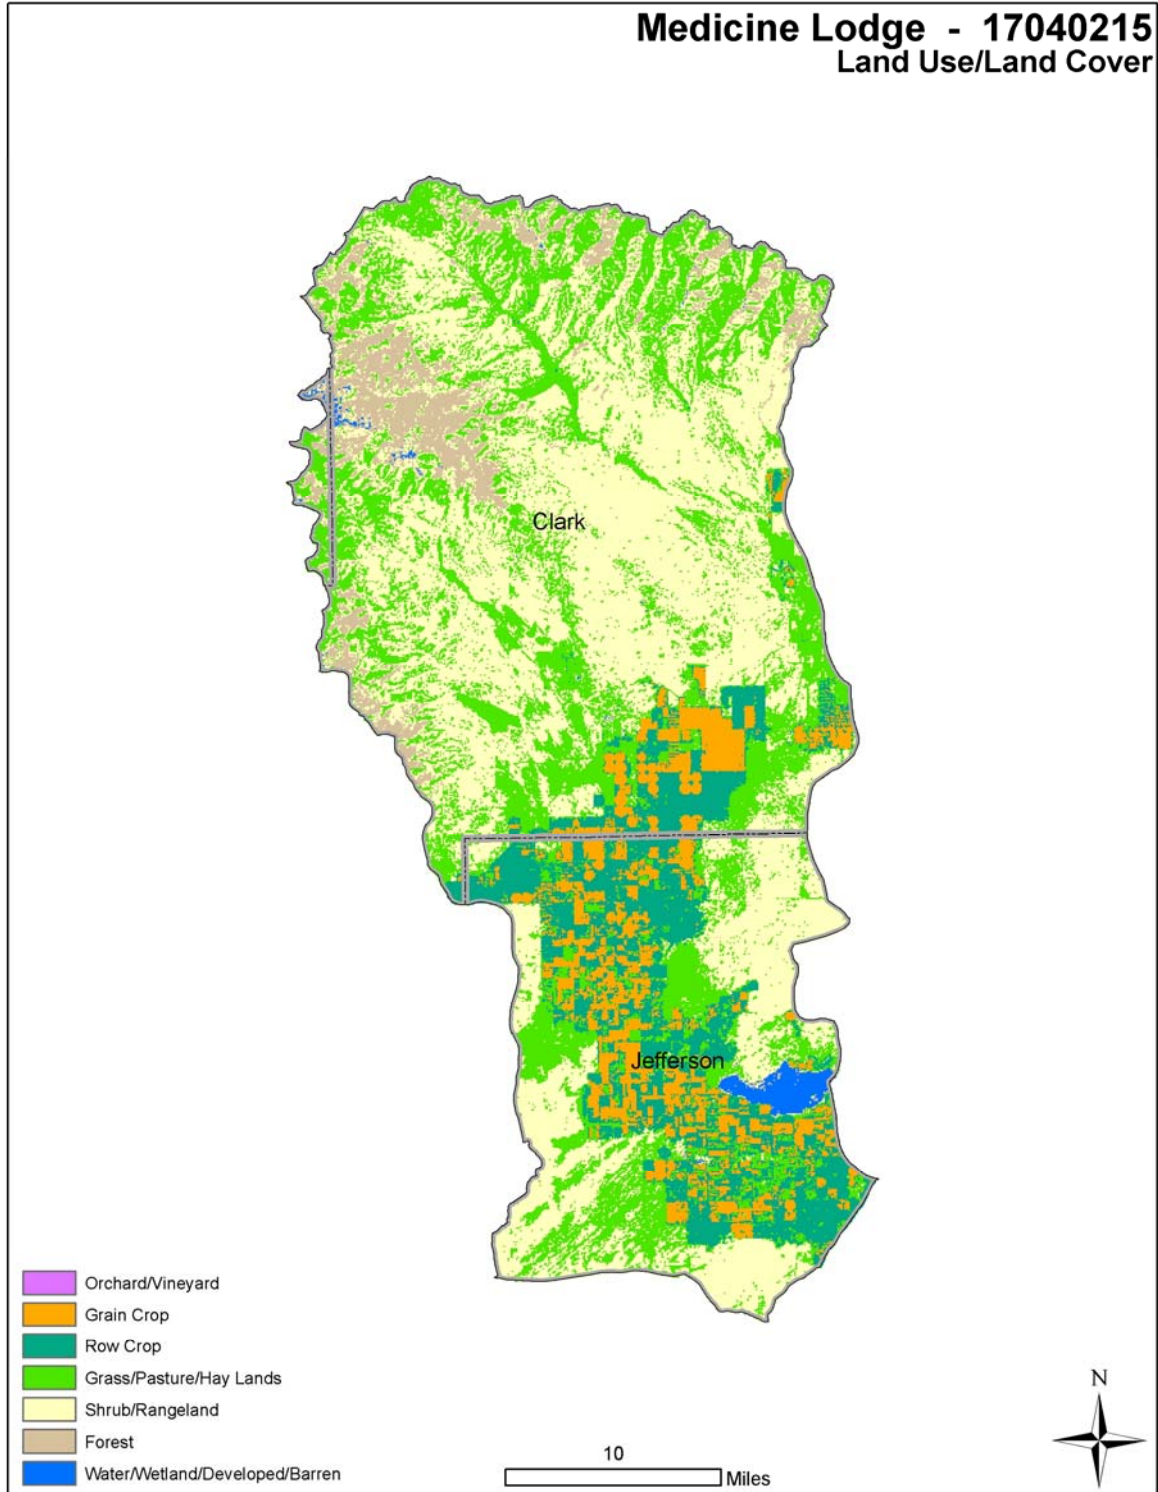 Medicine Lodge - 17040215
Land Use/Land Cover
Clark
Jefferson
Orchard/Vineyard
Grain Crop
Row Crop
Grass/Pasture/Hay Lands
Shrub/Rangeland
Forest
Water/Wetland/Developed/Barren
10
Miles
N